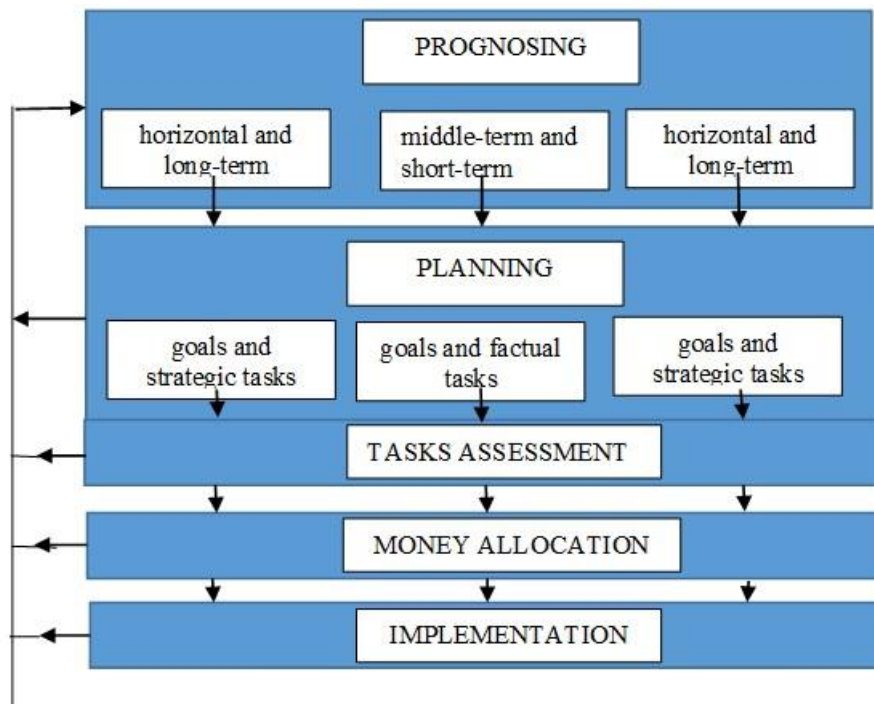 PROGNOSING
horizontal and
long-term
middle-term and
short-term
horizontal and
long-term
PLANNING
goals and
strategic tasks
goals and factual
tasks
goals and
strategic tasks
TASKS ASSESSMENT
MONEY ALLOCATION
IMPLEMENTATION